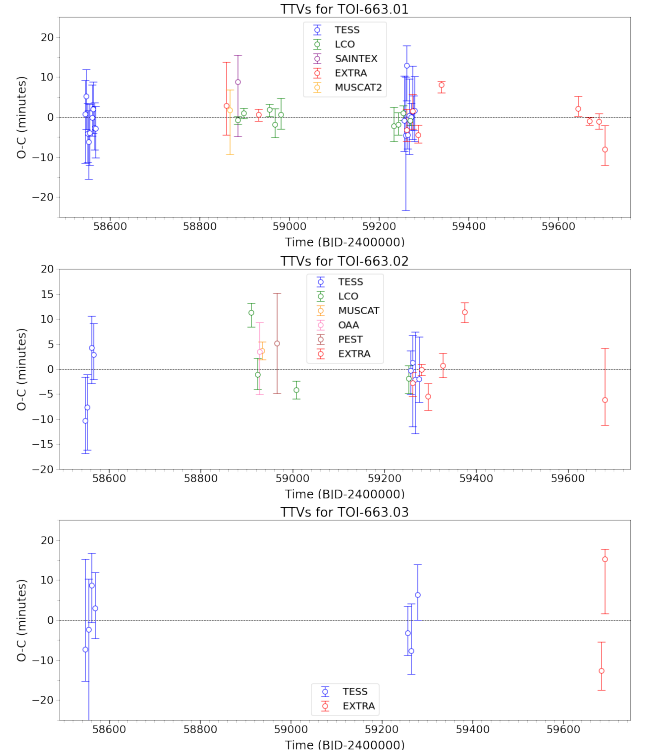 TTVs for TOI-663.01
O-C (minutes)
20
10
0
−10
−20
TESS
LCO
SAINTEX
EXTRA
MUSCAT2
58600 58800 59000 59200 59400 59600
Time (BJD-2400000)
TTVs for TOI-663.02
O-C (minutes)
20
15
10
5
0
−5
−10
−15
−20
TESS
LCO
MUSCAT
OAA
PEST
EXTRA
58600 58800 59000 59200 59400 59600
Time (BJD-2400000)
TTVs for TOI-663.03
O-C (minutes)
20
10
0
−10
−20
TESS
EXTRA
58600 58800 59000 59200 59400 59600
Time (BJD-2400000)